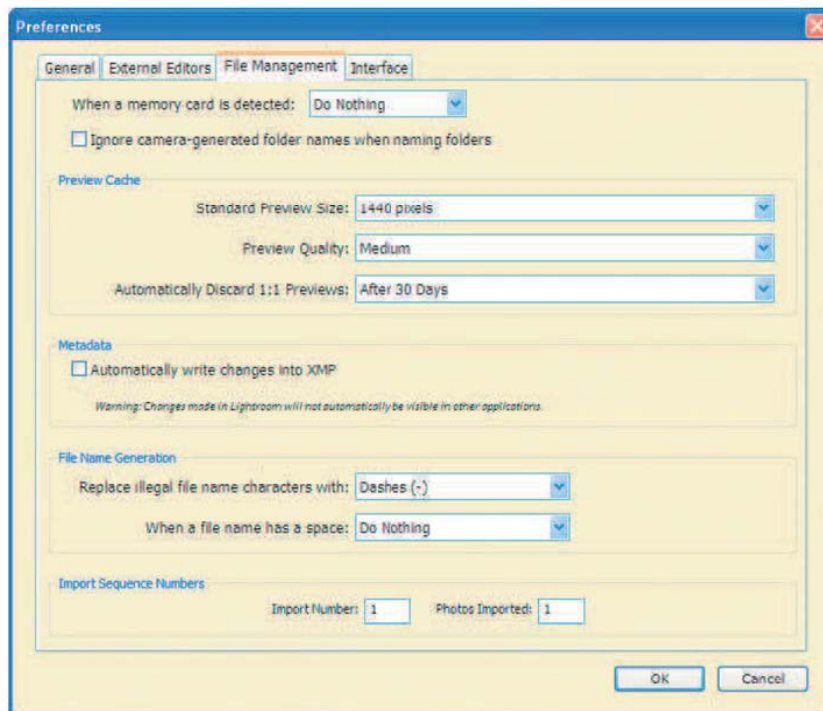 Preferences
General External Editors File Management Interface
When a memory card is detected: Do Nothing
Ignore camera-generated folder names when naming folders
Preview Cache
Standard Preview Size: 1440 pixels
Preview Quality: Medium
Automatically Discard 1:1 Previews: After 30 Days
Metadata
Automatically write changes into XMP
Warning: Changes made in Lightroom will not automatically be visible in other applications.
File Name Generation
Replace illegal file name characters with: Dashes (-)
When a file name has a space: Do Nothing
Import Sequence Numbers
Import Number: 1 Photos Imported: 1
OK Cancel